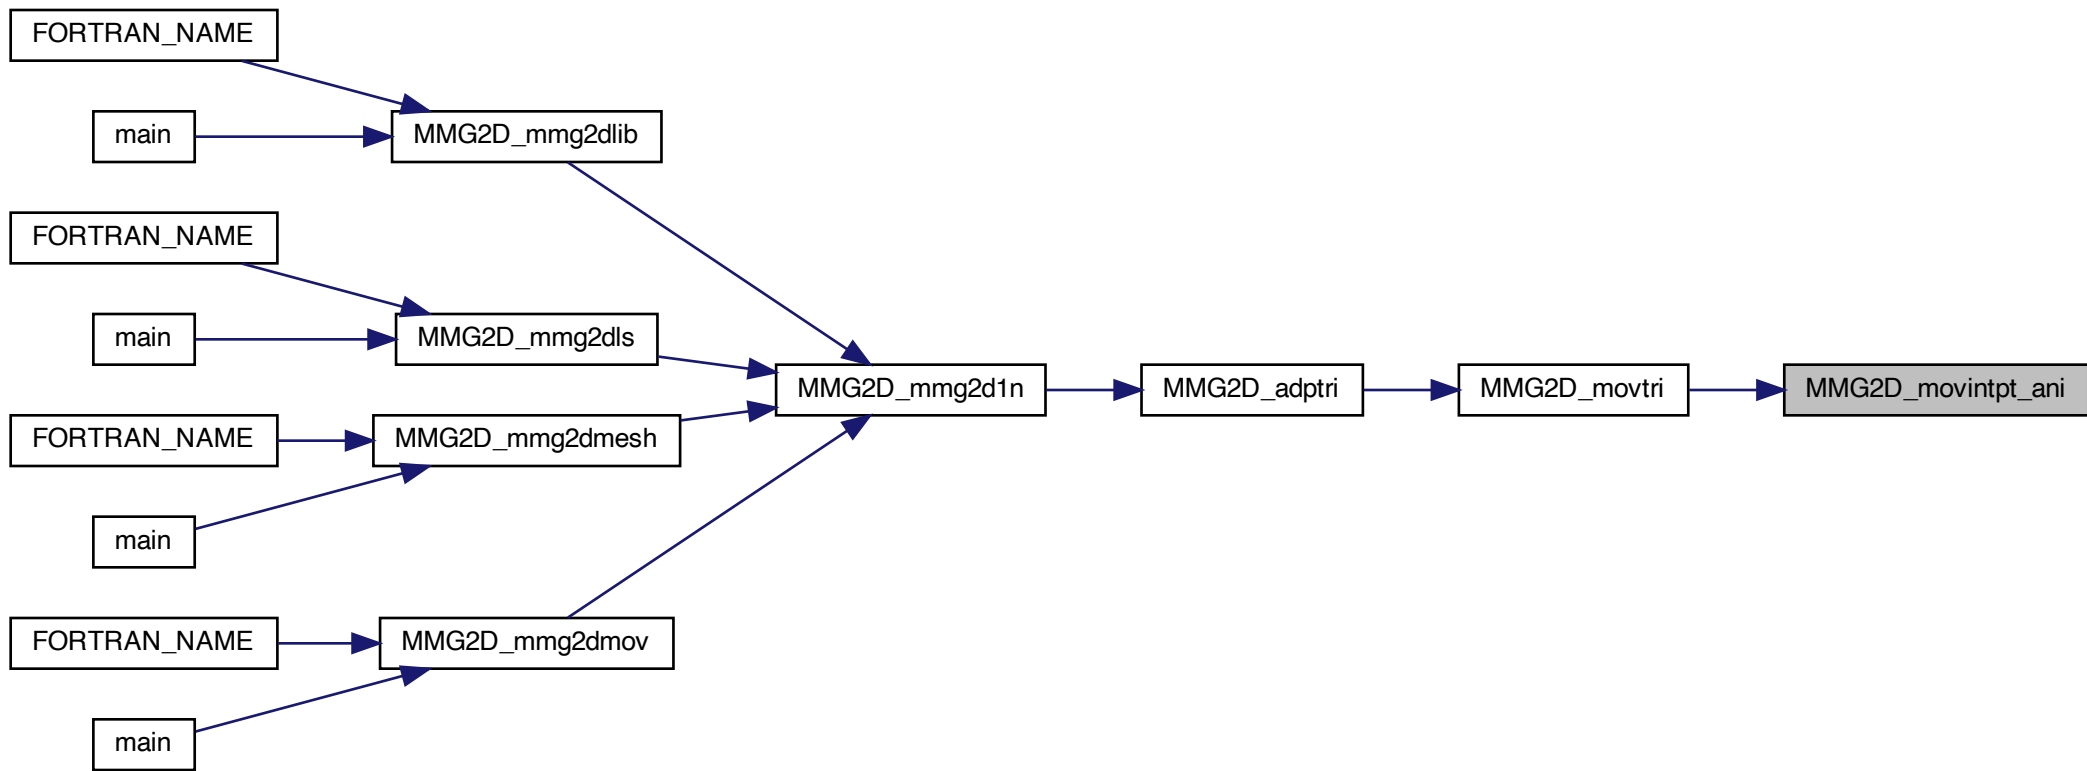 FORTRAN_NAME
main
MMG2D_mmg2dlib
FORTRAN_NAME
main
MMG2D_mmg2dls
MMG2D_mmg2d1n
MMG2D_adptri
MMG2D_movtri
MMG2D_movintpt_ani
FORTRAN_NAME
MMG2D_mmg2dmesh
main
FORTRAN_NAME
MMG2D_mmg2dmov
main